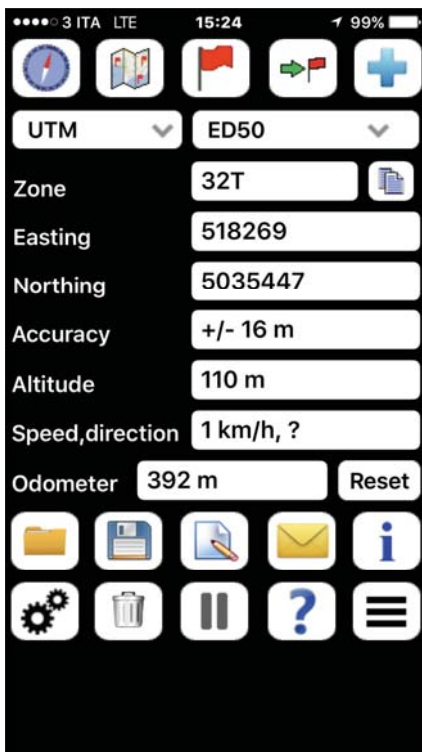 3 ITA LTE 15:24 99%
UTM ED50
Zone 32T
Easting 518269
Northing 5035447
Accuracy +/- 16 m
Altitude 110 m
Speed,direction 1 km/h, ?
Odometer 392 m Reset
i
?